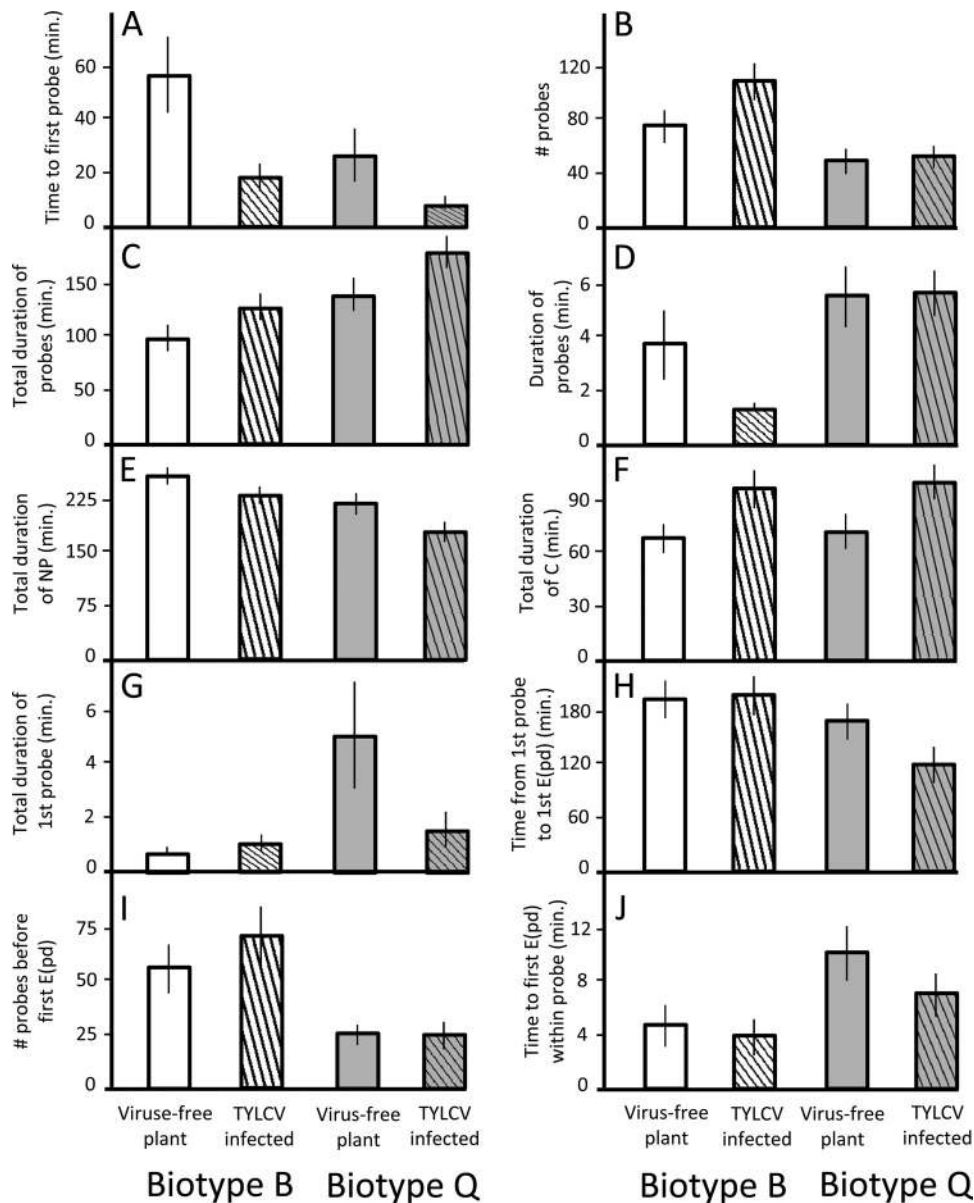 A
Time to first probe (min.)
60
40
20
0
B
# probes
120
80
40
0
C
Total duration of
probes (min.)
150
100
50
0
D
Duration of
probes (min.)
6
4
2
0
E
Total duration
of NP (min.)
225
150
75
0
F
Total duration
of C (min.)
90
60
30
0
G
Total duration of
1st probe (min.)
6
4
2
0
H
Time from 1st probe
to 1st E(pd) (min.)
180
120
60
0
I
# probes before
first E(pd)
75
50
25
0
J
Time to first E(pd)
within probe (min.)
12
8
4
0
Viruse-free
plant
TYLCV
infected
Virus-free
plant
TYLCV
infected
Biotype B
Biotype Q
Virus-free
plant
TYLCV
infected
Virus-free
plant
TYLCV
infected
Biotype B
Biotype Q